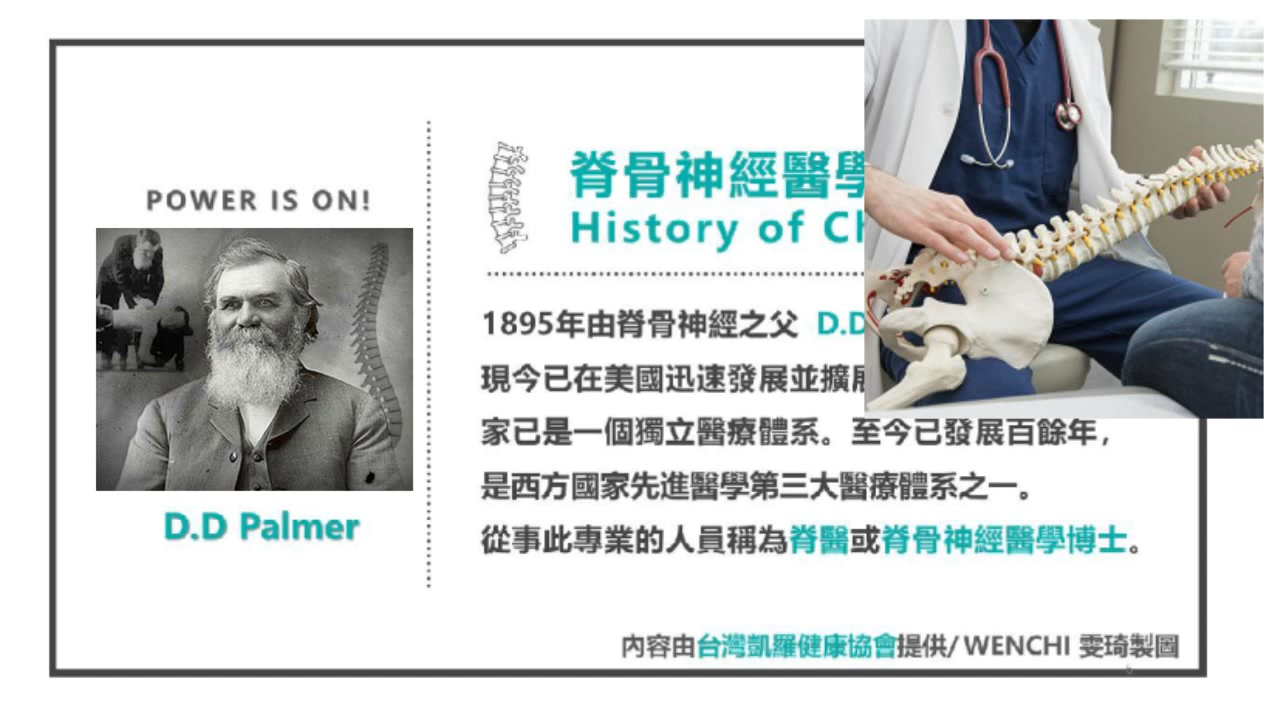 POWER IS ON!
D.D Palmer
脊骨神經醫學
History of Ch
1895年由脊骨神經之父 D.D
現今已在美國迅速發展並擴展
家已是一個獨立醫療體系。至今已發展百餘年，
是西方國家先進醫學第三大醫療體系之一。
從事此專業的人員稱為脊醫或脊骨神經醫學博士。
內容由台灣凱羅健康協會提供/ WENCHI 雯琦製圖